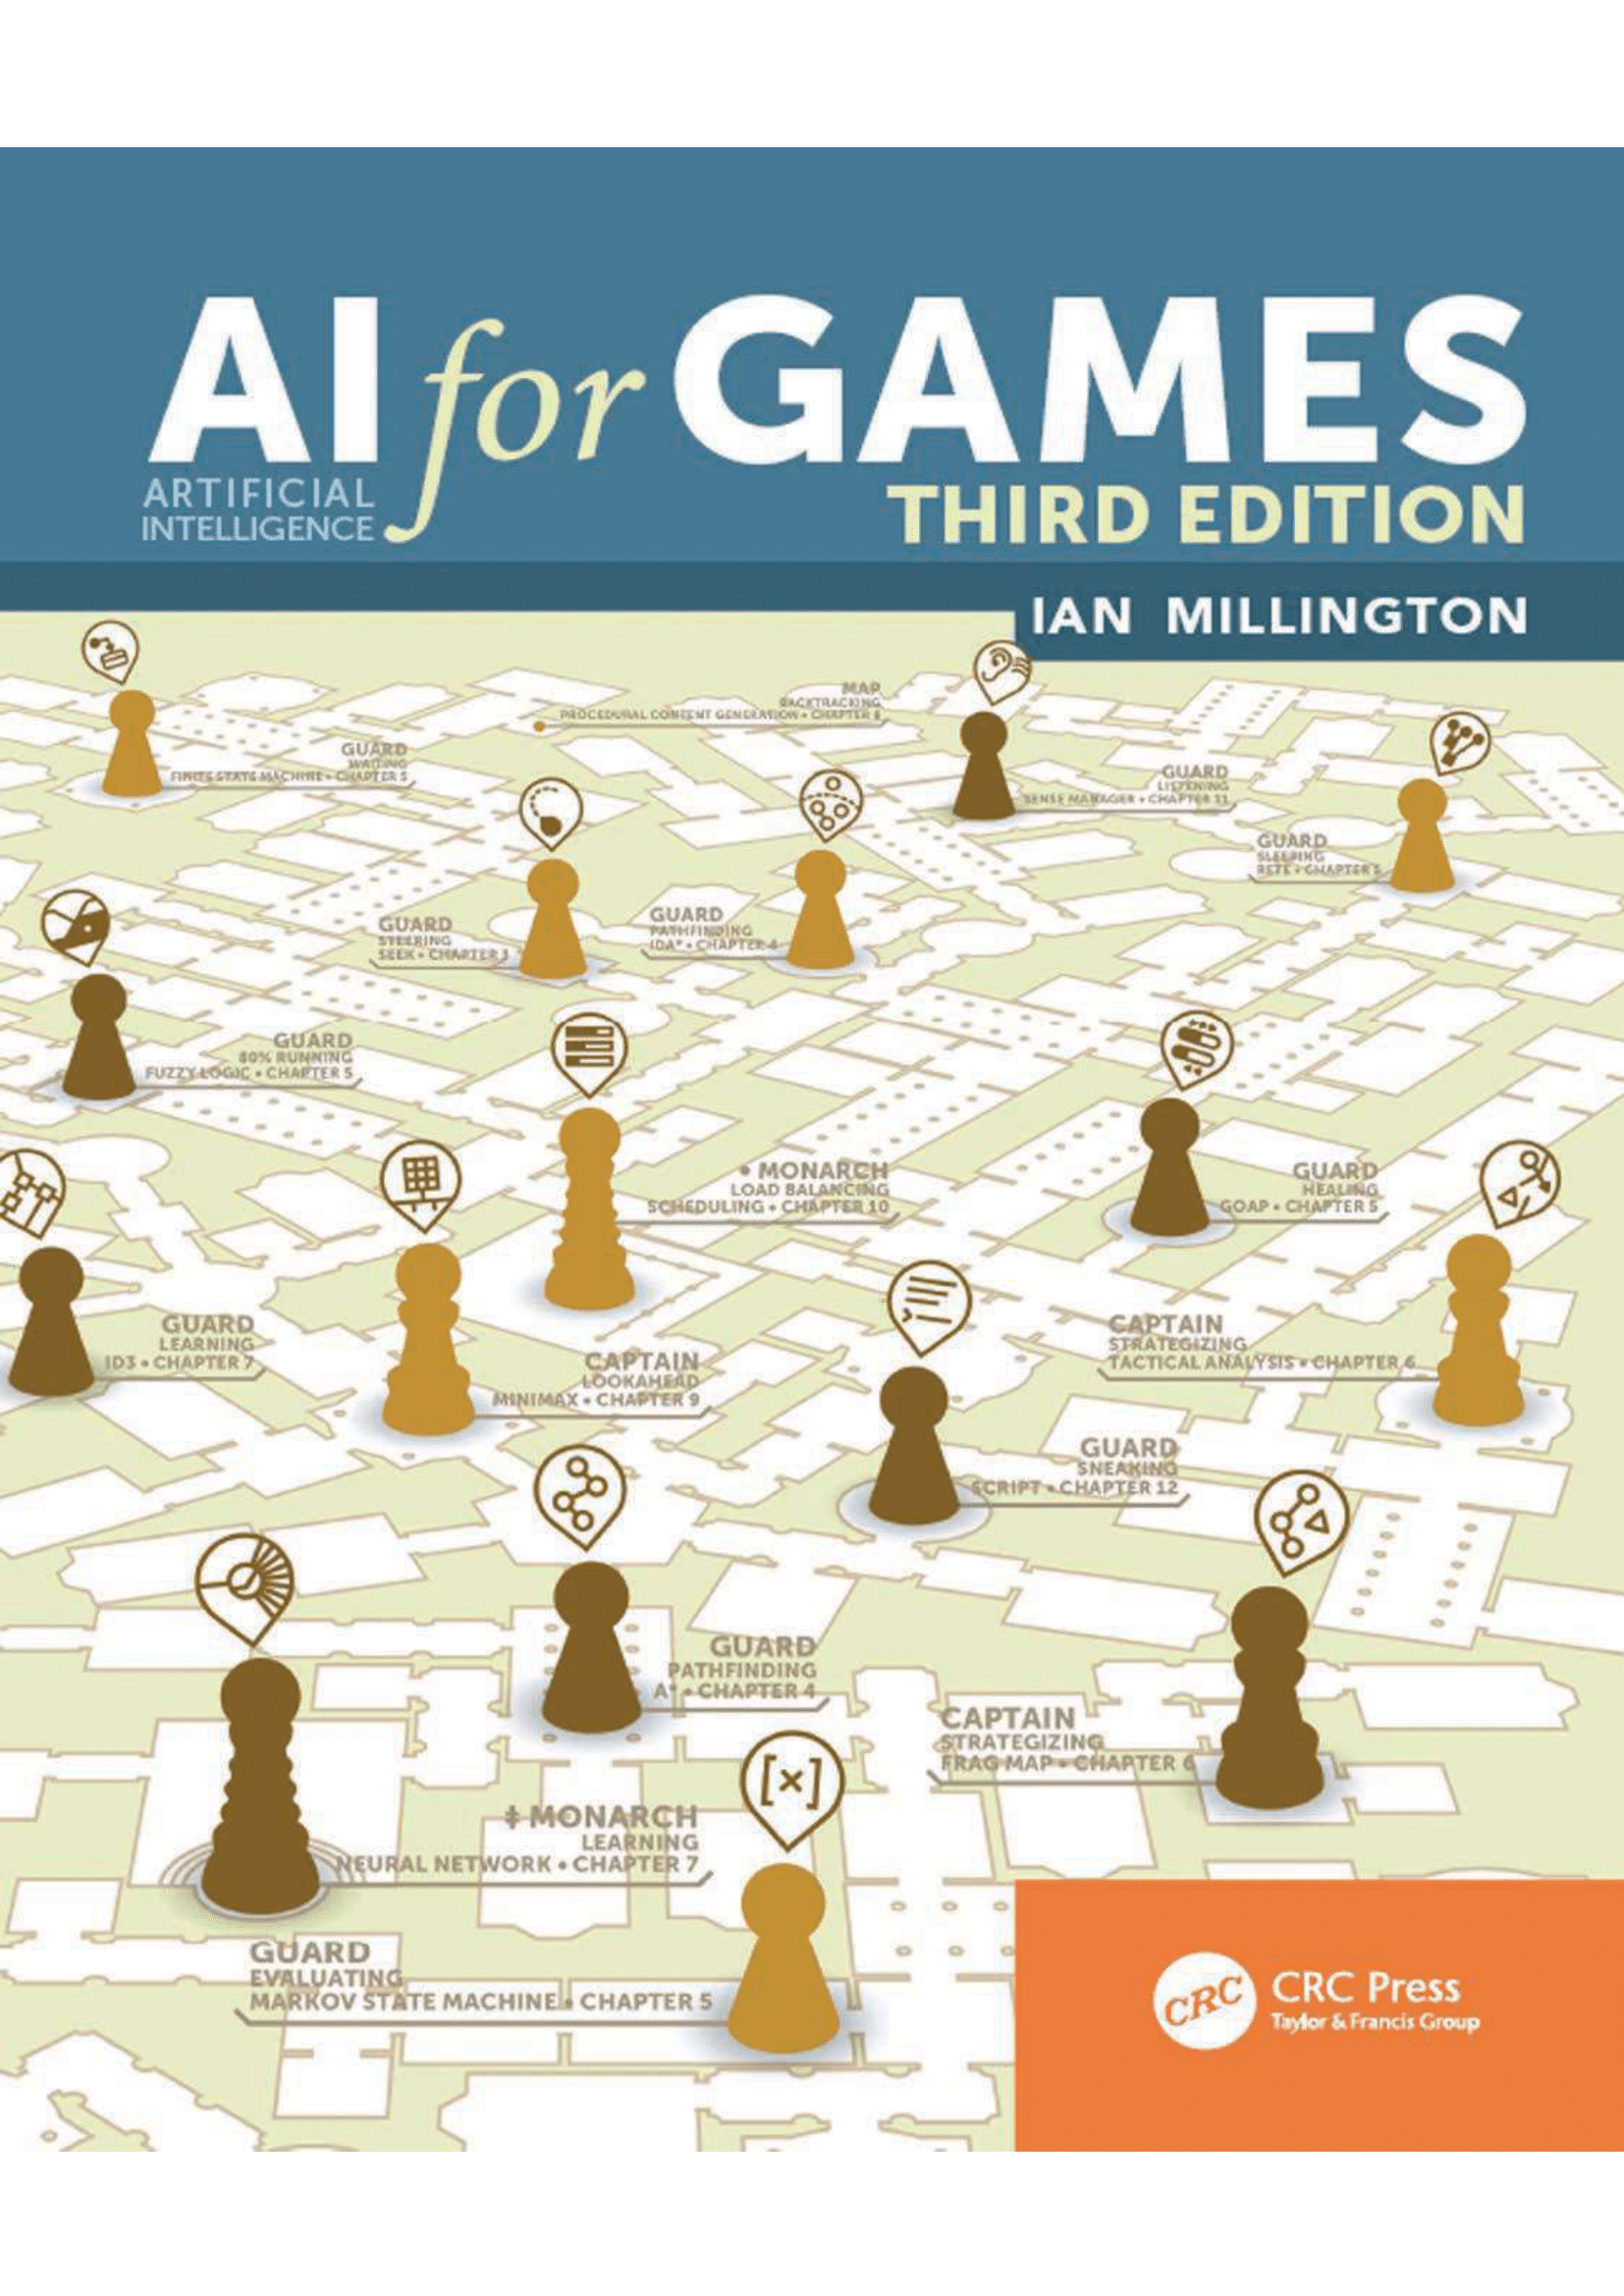 AI for GAMES
ARTIFICIAL
INTELLIGENCE
THIRD EDITION
IAN MILLINGTON
MAP
BACKTRACKING
PROCEDURAL CONTENT GENERATION • CHAPTER 8
GUARD
WAITING
FINITE STATE MACHINE • CHAPTER 5
GUARD
LISTENING
SENSE MANAGER • CHAPTER 11
GUARD
SLEEPING
RETE • CHAPTER 5
GUARD
STEERING
SEEK • CHAPTER 3
GUARD
PATHFINDING
IDA* • CHAPTER 4
GUARD
80% RUNNING
FUZZY LOGIC • CHAPTER 5
• MONARCH
LOAD BALANCING
SCHEDULING • CHAPTER 10
GUARD
HEALING
GOAP • CHAPTER 5
GUARD
LEARNING
ID3 • CHAPTER 7
CAPTAIN
LOOKAHEAD
MINIMAX • CHAPTER 9
CAPTAIN
STRATEGIZING
TACTICAL ANALYSIS • CHAPTER 6
GUARD
SNEAKING
SCRIPT • CHAPTER 12
GUARD
PATHFINDING
A* • CHAPTER 4
CAPTAIN
STRATEGIZING
FRAG MAP • CHAPTER 6
‡ MONARCH
LEARNING
NEURAL NETWORK • CHAPTER 7
[×]
GUARD
EVALUATING
MARKOV STATE MACHINE • CHAPTER 5
CRC
CRC Press
Taylor & Francis Group